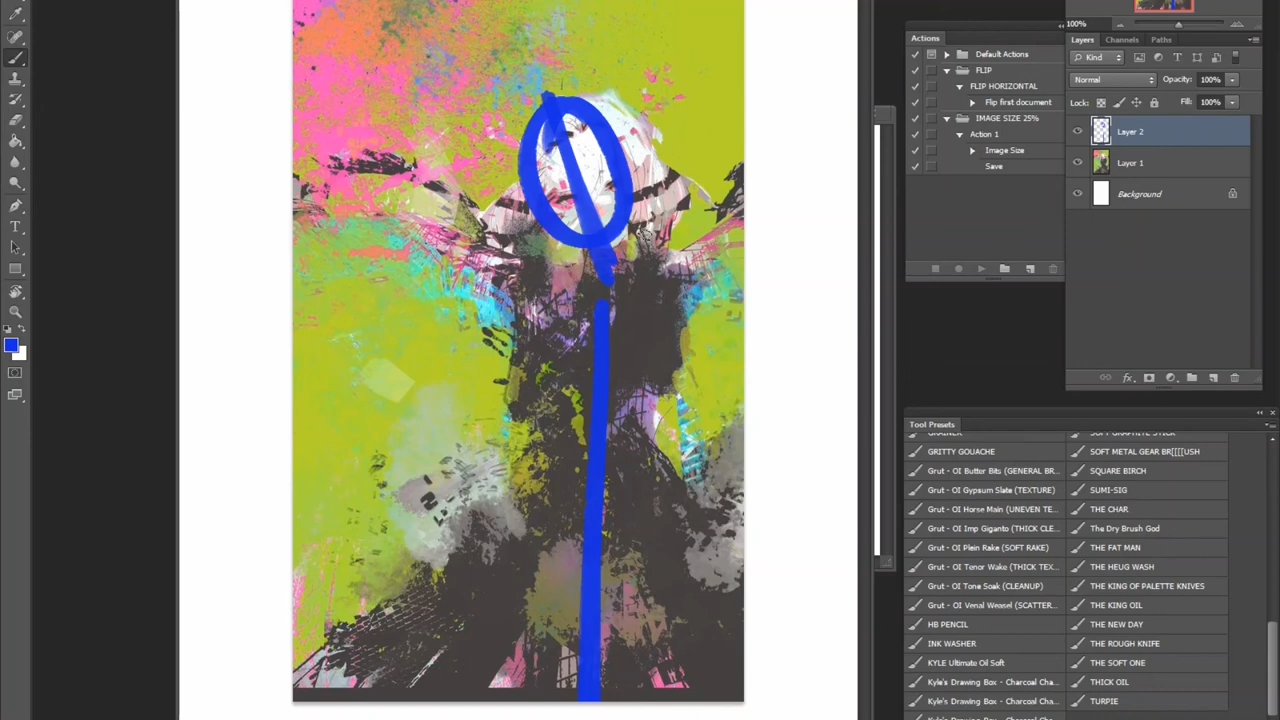 100%
Actions
Layers Channels Paths
Default Actions
Kind
FLIP
Normal Opacity: 100%
FLIP HORIZONTAL
Flip first document
Lock: Fill: 100%
IMAGE SIZE 25%
Action 1
Layer 2
Image Size
Layer 1
Save
Background
Tool Presets
GRAINER SOFT GRAPHITE STICK
GRITTY GOUACHE SOFT METAL GEAR BR[[[[USH
Grut - OI Butter Bits (GENERAL BR... SQUARE BIRCH
Grut - OI Gypsum Slate (TEXTURE) SUMI-SIG
Grut - OI Horse Main (UNEVEN TE... THE CHAR
Grut - OI Imp Giganto (THICK CLE... The Dry Brush God
Grut - OI Plein Rake (SOFT RAKE) THE FAT MAN
Grut - OI Tenor Wake (THICK TEX... THE HEUG WASH
Grut - OI Tone Soak (CLEANUP) THE KING OF PALETTE KNIVES
Grut - OI Venal Weasel (SCATTER... THE KING OIL
HB PENCIL THE NEW DAY
INK WASHER THE ROUGH KNIFE
KYLE Ultimate Oil Soft THE SOFT ONE
Kyle's Drawing Box - Charcoal Cha... THICK OIL
Kyle's Drawing Box - Charcoal Cha... TURPIE